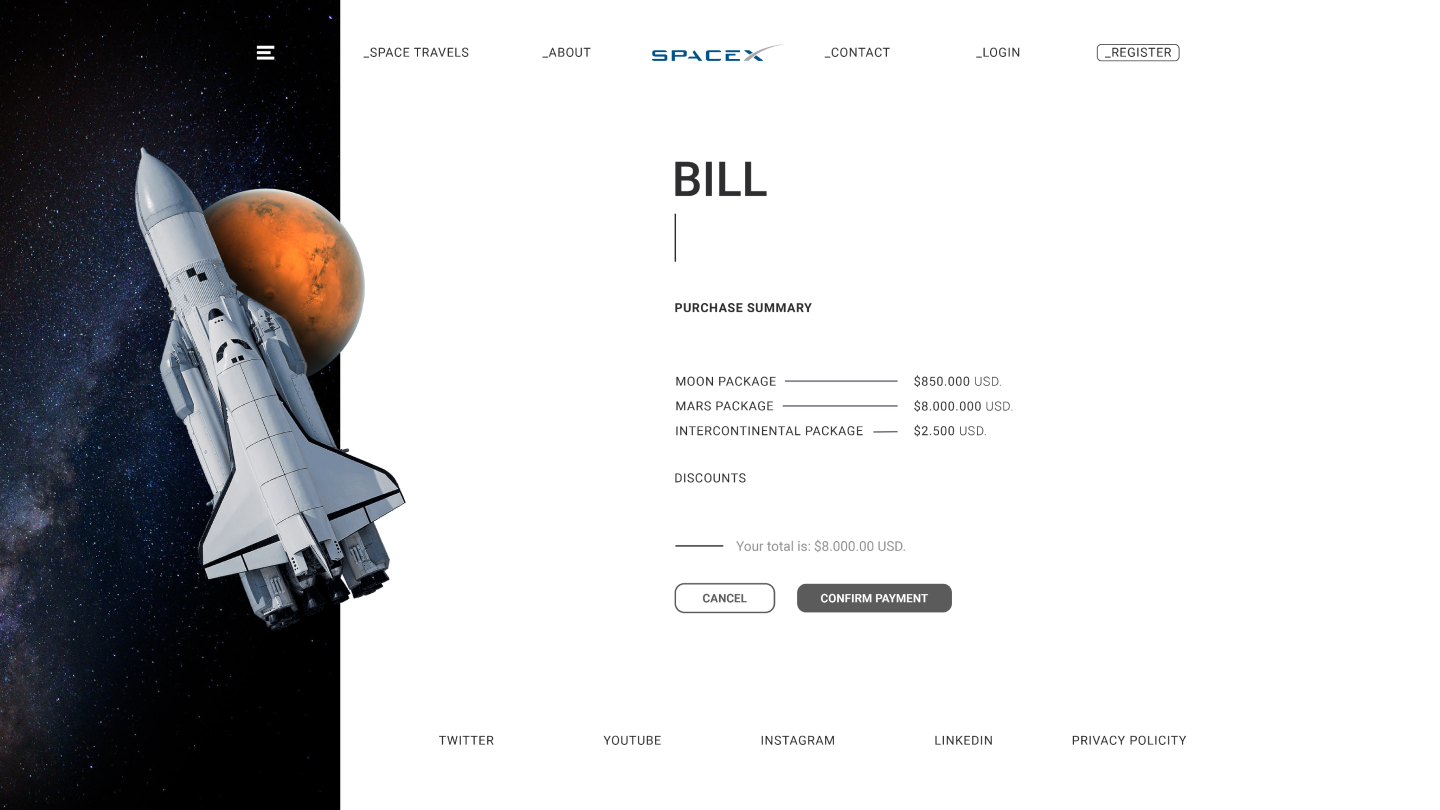 _SPACE TRAVELS _ABOUT SPACEX _CONTACT _LOGIN _REGISTER
BILL
PURCHASE SUMMARY
MOON PACKAGE $850.000 USD.
MARS PACKAGE $8.000.000 USD.
INTERCONTINENTAL PACKAGE $2.500 USD.
DISCOUNTS
Your total is: $8.000.00 USD.
CANCEL CONFIRM PAYMENT
TWITTER YOUTUBE INSTAGRAM LINKEDIN PRIVACY POLICITY